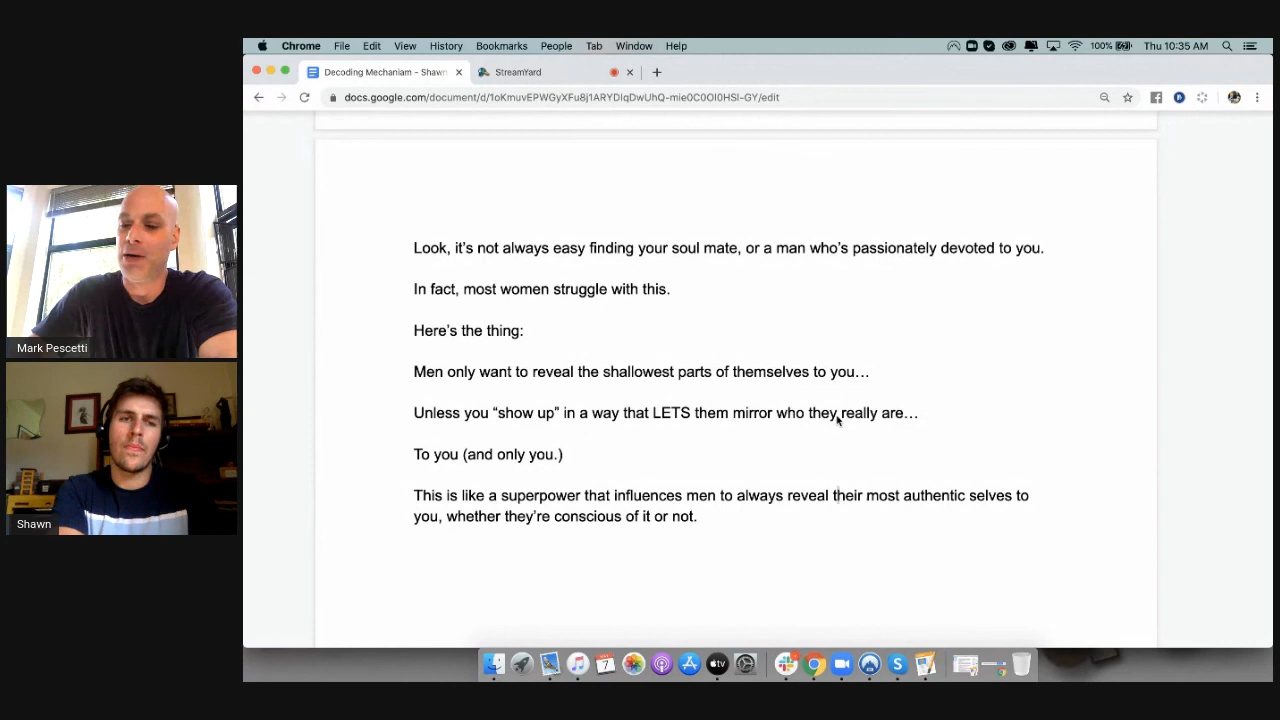 Chrome File Edit View History Bookmarks People Tab Window Help 100% Thu 10:35 AM
Decoding Mechaniam - Shawn StreamYard
docs.google.com/document/d/1oKmuvEPWGyXFu8j1ARYDIqDwUhQ-mie0C0OI0HSI-GY/edit
Look, it's not always easy finding your soul mate, or a man who's passionately devoted to you.
In fact, most women struggle with this.
Here's the thing:
Men only want to reveal the shallowest parts of themselves to you…
Unless you “show up” in a way that LETS them mirror who they really are…
To you (and only you.)
This is like a superpower that influences men to always reveal their most authentic selves to
you, whether they're conscious of it or not.
Mark Pescetti
Shawn
7
tv